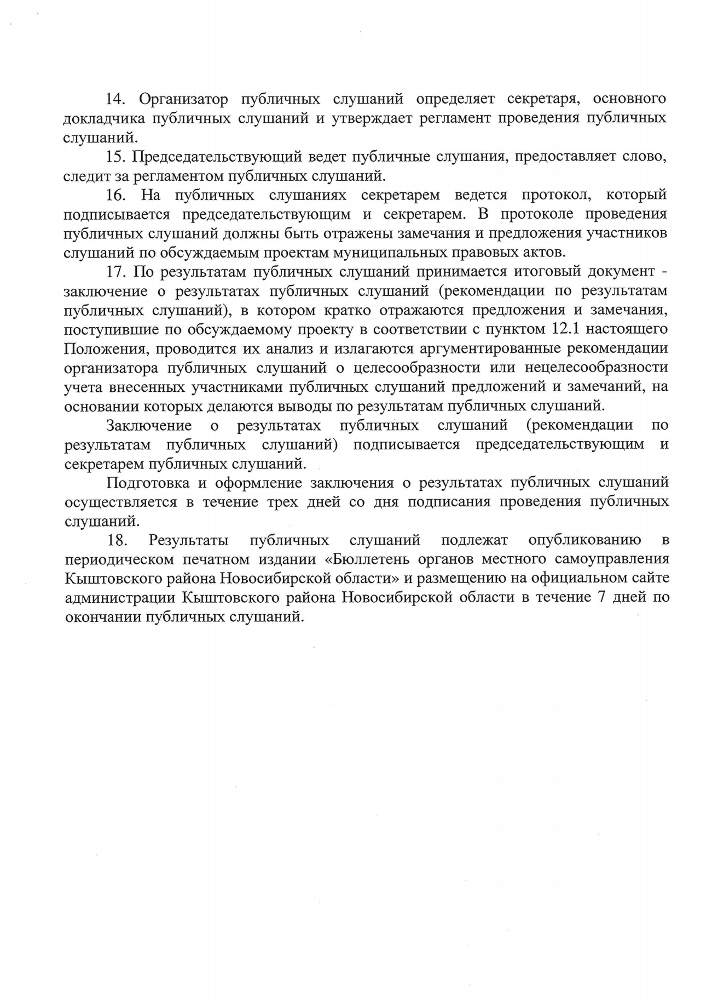 14. Организатор публичных слушаний определяет секретаря, основного
докладчика публичных слушаний и утверждает регламент проведения публичных
слушаний.
15. Председательствующий ведет публичные слушания, предоставляет слово,
следит за регламентом публичных слушаний.
16. На публичных слушаниях секретарем ведется протокол, который
подписывается председательствующим и секретарем. В протоколе проведения
публичных слушаний должны быть отражены замечания и предложения участников
слушаний по обсуждаемым проектам муниципальных правовых актов.
17. По результатам публичных слушаний принимается итоговый документ -
заключение о результатах публичных слушаний (рекомендации по результатам
публичных слушаний), в котором кратко отражаются предложения и замечания,
поступившие по обсуждаемому проекту в соответствии с пунктом 12.1 настоящего
Положения, проводится их анализ и излагаются аргументированные рекомендации
организатора публичных слушаний о целесообразности или нецелесообразности
учета внесенных участниками публичных слушаний предложений и замечаний, на
основании которых делаются выводы по результатам публичных слушаний.
Заключение о результатах публичных слушаний (рекомендации по
результатам публичных слушаний) подписывается председательствующим и
секретарем публичных слушаний.
Подготовка и оформление заключения о результатах публичных слушаний
осуществляется в течение трех дней со дня подписания проведения публичных
слушаний.
18. Результаты публичных слушаний подлежат опубликованию в
периодическом печатном издании «Бюллетень органов местного самоуправления
Кыштовского района Новосибирской области» и размещению на официальном сайте
администрации Кыштовского района Новосибирской области в течение 7 дней по
окончании публичных слушаний.